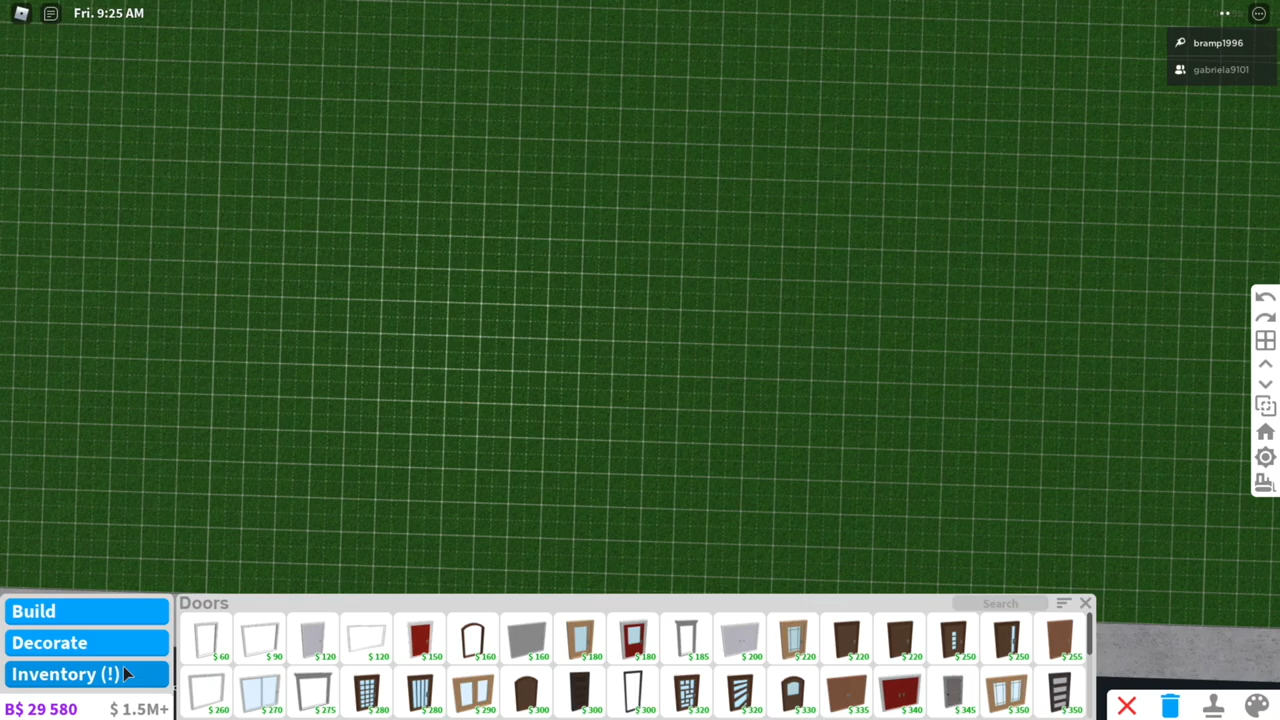 Fri. 9:25 AM
bramp1996
gabriela9101
Build
Decorate
Inventory (!)
B$ 29 580 $ 1.5M+
Doors
Search
$ 60 $ 90 $ 120 $ 120 $ 150 $ 160 $ 160 $ 180 $ 180 $ 185 $ 200 $ 220 $ 220 $ 220 $ 250 $ 250 $ 255
$ 260 $ 270 $ 275 $ 280 $ 280 $ 290 $ 300 $ 300 $ 300 $ 320 $ 320 $ 330 $ 335 $ 340 $ 345 $ 350 $ 350